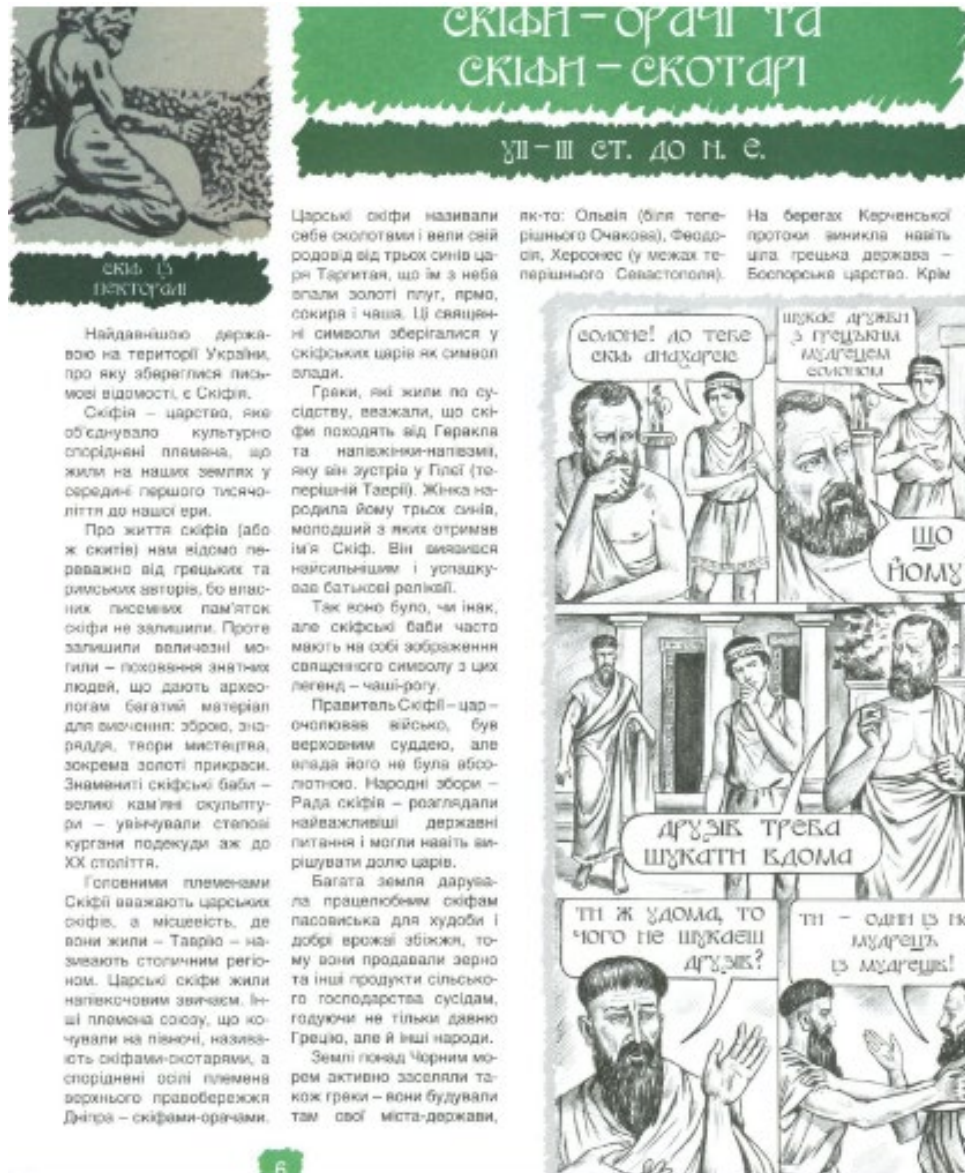 СКІФИ – ОРАЧІ ТА
СКІФИ – СКОТАРІ
VII – III СТ. ДО Н. Е.
СКІФ ІЗ
ПЕКТОРАЛІ
Найдавнішою держа-
вою на території України,
про яку збереглися пись-
мові відомості, є Скіфія.
Скіфія – царство, яке
об'єднувало культурно
споріднені племена, що
жили на наших землях у
середині першого тисячо-
ліття до нашої ери.
Про життя скіфів (або
ж скитів) нам відомо пе-
реважно від грецьких та
римських авторів, бо влас-
них писемних пам'яток
скіфи не залишили. Проте
залишили величезні мо-
гили – поховання знатних
людей, що дають архео-
логам багатий матеріал
для вивчення: зброю, зна-
ряддя, твори мистецтва,
зокрема золоті прикраси.
Знамениті скіфські баби –
великі кам'яні скульпту-
ри – увінчували степові
кургани подекуди аж до
XX століття.
Головними племенами
Скіфії вважають царських
скіфів, а місцевість, де
вони жили – Таврію – на-
зивають столичним регіо-
ном. Царські скіфи жили
напівкочовим звичаєм. Ін-
ші племена союзу, що ко-
чували на півночі, назива-
ють скіфами-скотарями, а
споріднені осілі племена
верхнього правобережжя
Дніпра – скіфами-орачами.
Царські скіфи називали
себе сколотами і вели свій
родовід від трьох синів ца-
ря Таргитая, що їм з неба
впали золоті плуг, ярмо,
сокира і чаша. Ці священ-
ні символи зберігалися у
скіфських царів як символ
влади.
Греки, які жили по су-
сідству, вважали, що скі-
фи походять від Геракла
та напівжінки-напівзмії,
яку він зустрів у Гілеї (те-
перішній Таврії). Жінка на-
родила йому трьох синів,
молодший з яких отримав
ім'я Скіф. Він виявився
найсильнішим і успадку-
вав батькові реліквії.
Так воно було, чи інак,
але скіфські баби часто
мають на собі зображення
священного символу з цих
легенд – чаші-рогу.
Правитель Скіфії – цар –
очолював військо, був
верховним суддею, але
влада його не була абсо-
лютною. Народні збори –
Рада скіфів – розглядали
найважливіші державні
питання і могли навіть ви-
рішувати долю царів.
Багата земля дарува-
ла працелюбним скіфам
пасовиська для худоби і
добрі врожаї збіжжя, то-
му вони продавали зерно
та інші продукти сільсько-
го господарства сусідам,
годуючи не тільки давню
Грецію, але й інші народи.
Землі понад Чорним мо-
рем активно заселяли та-
кож греки – вони будували
там свої міста-держави,
як-то: Ольвія (біля тепе-
рішнього Очакова), Феодо-
сія, Херсонес (у межах те-
перішнього Севастополя).
На берегах Керченської
протоки виникла навіть
ціла грецька держава –
Боспорське царство. Крім
СОЛОНЕ! ДО ТЕБЕ
СКІФ АНАХАРСІС
ШУКАЄ ДРУЖБИ
З ГРЕЦЬКИМ
МУДРЕЦЕМ
СОЛОНОМ
ЩО
ЙОМУ
ДРУЗІВ ТРЕБА
ШУКАТИ ВДОМА
ТИ Ж УДОМА, ТО
ЧОГО НЕ ШУКАЄШ
ДРУЗІВ?
ТИ – ОДИН ІЗ
МУДРЕЦЬ
ІЗ МУДРЕЦІВ!
6